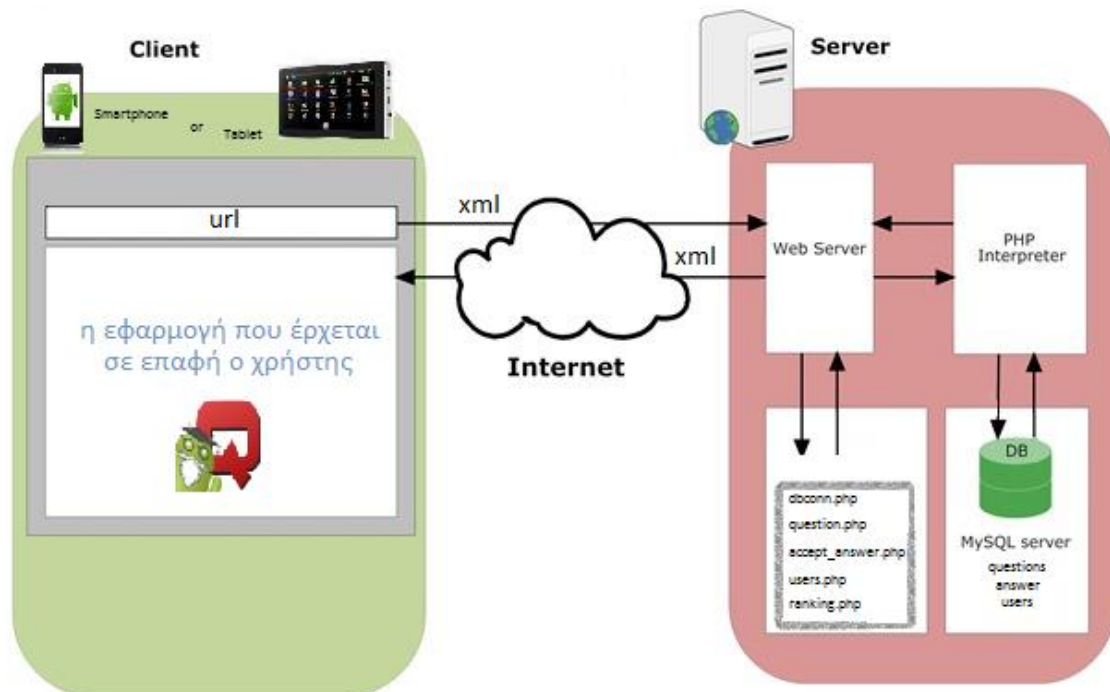 Client
Smartphone
or
Tablet
url
η εφαρμογή που έρχεται
σε επαφή ο χρήστης
xml
xml
Internet
Server
Web Server
PHP
Interpreter
dbconn.php
question.php
accept_answer.php
users.php
ranking.php
DB
MySQL server
questions
answer
users